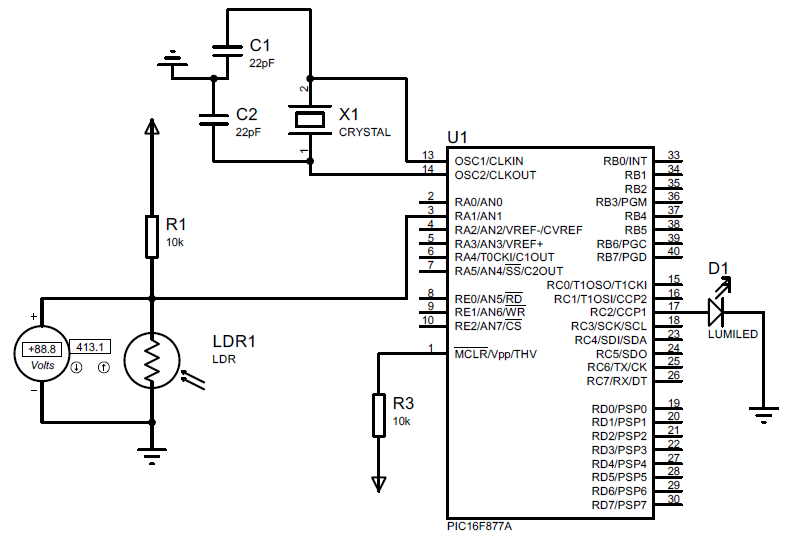 C1
22pF
2
C2
22pF
X1
CRYSTAL
1
U1
R1
10k
13 OSC1/CLKIN
14 OSC2/CLKOUT
2 RA0/AN0
3 RA1/AN1
4 RA2/AN2/VREF-/CVREF
5 RA3/AN3/VREF+
6 RA4/T0CKI/C1OUT
7 RA5/AN4/SS/C2OUT
8 RE0/AN5/RD
9 RE1/AN6/WR
10 RE2/AN7/CS
1 MCLR/Vpp/THV
RB0/INT 33
RB1 34
RB2 35
RB3/PGM 36
RB4 37
RB5 38
RB6/PGC 39
RB7/PGD 40
RC0/T1OSO/T1CKI 15
RC1/T1OSI/CCP2 16
RC2/CCP1 17
RC3/SCK/SCL 18
RC4/SDI/SDA 23
RC5/SDO 24
RC6/TX/CK 25
RC7/RX/DT 26
RD0/PSP0 19
RD1/PSP1 20
RD2/PSP2 21
RD3/PSP3 22
RD4/PSP4 27
RD5/PSP5 28
RD6/PSP6 29
RD7/PSP7 30
PIC16F877A
D1
LUMILED
+
+88.8
Volts
-
413.1
LDR1
LDR
R3
10k